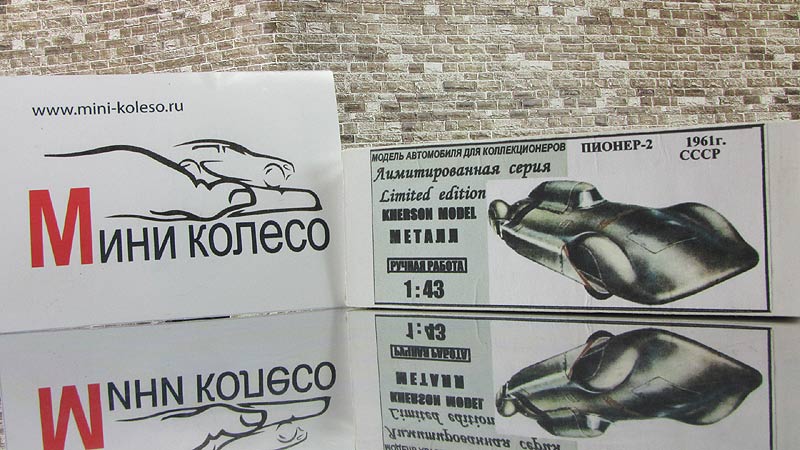 www.mini-koleso.ru
Мини колесо
МОДЕЛЬ АВТОМОБИЛЯ ДЛЯ КОЛЛЕКЦИОНЕРОВ
Лимитированная серия
Limited edition
KHERSON MODEL
МЕТАЛЛ
РУЧНАЯ РАБОТА
1:43
ПИОНЕР-2
1961г.
СССР